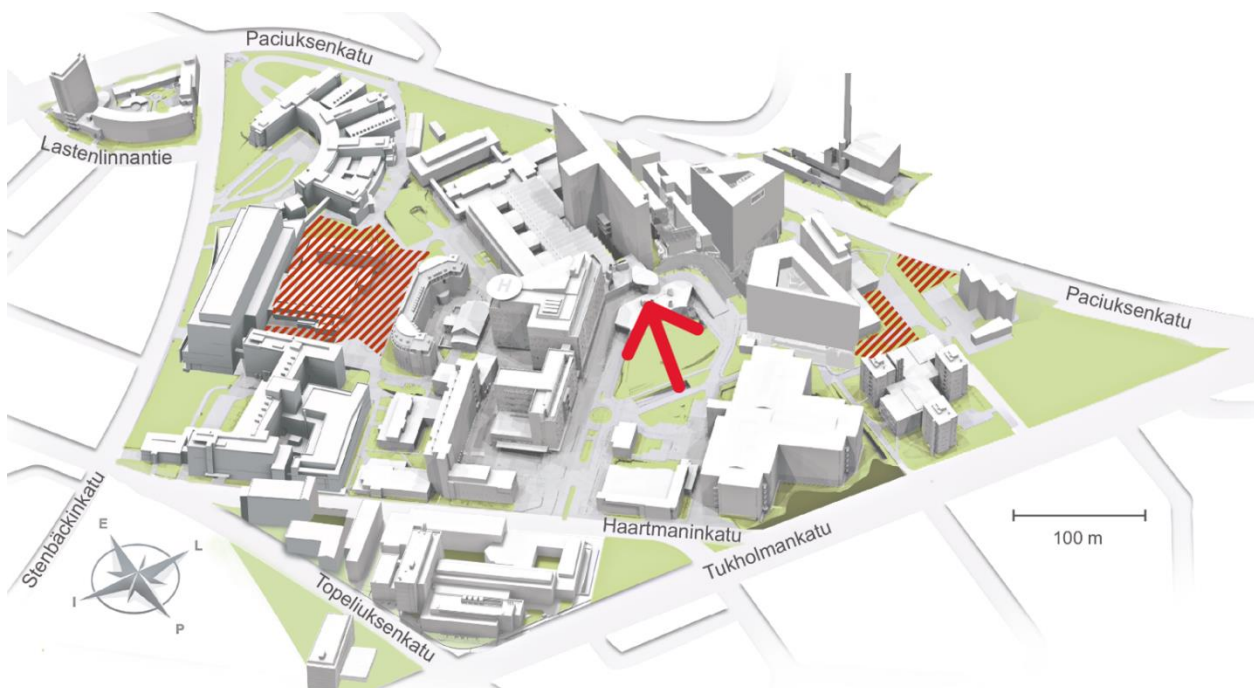 Paciuksenkatu
Lastenlinnantie
H
Paciuksenkatu
Stenbäckinkatu
Haartmaninkatu
Tukholmankatu
100 m
Topeliuksenkatu
E
L
I
P